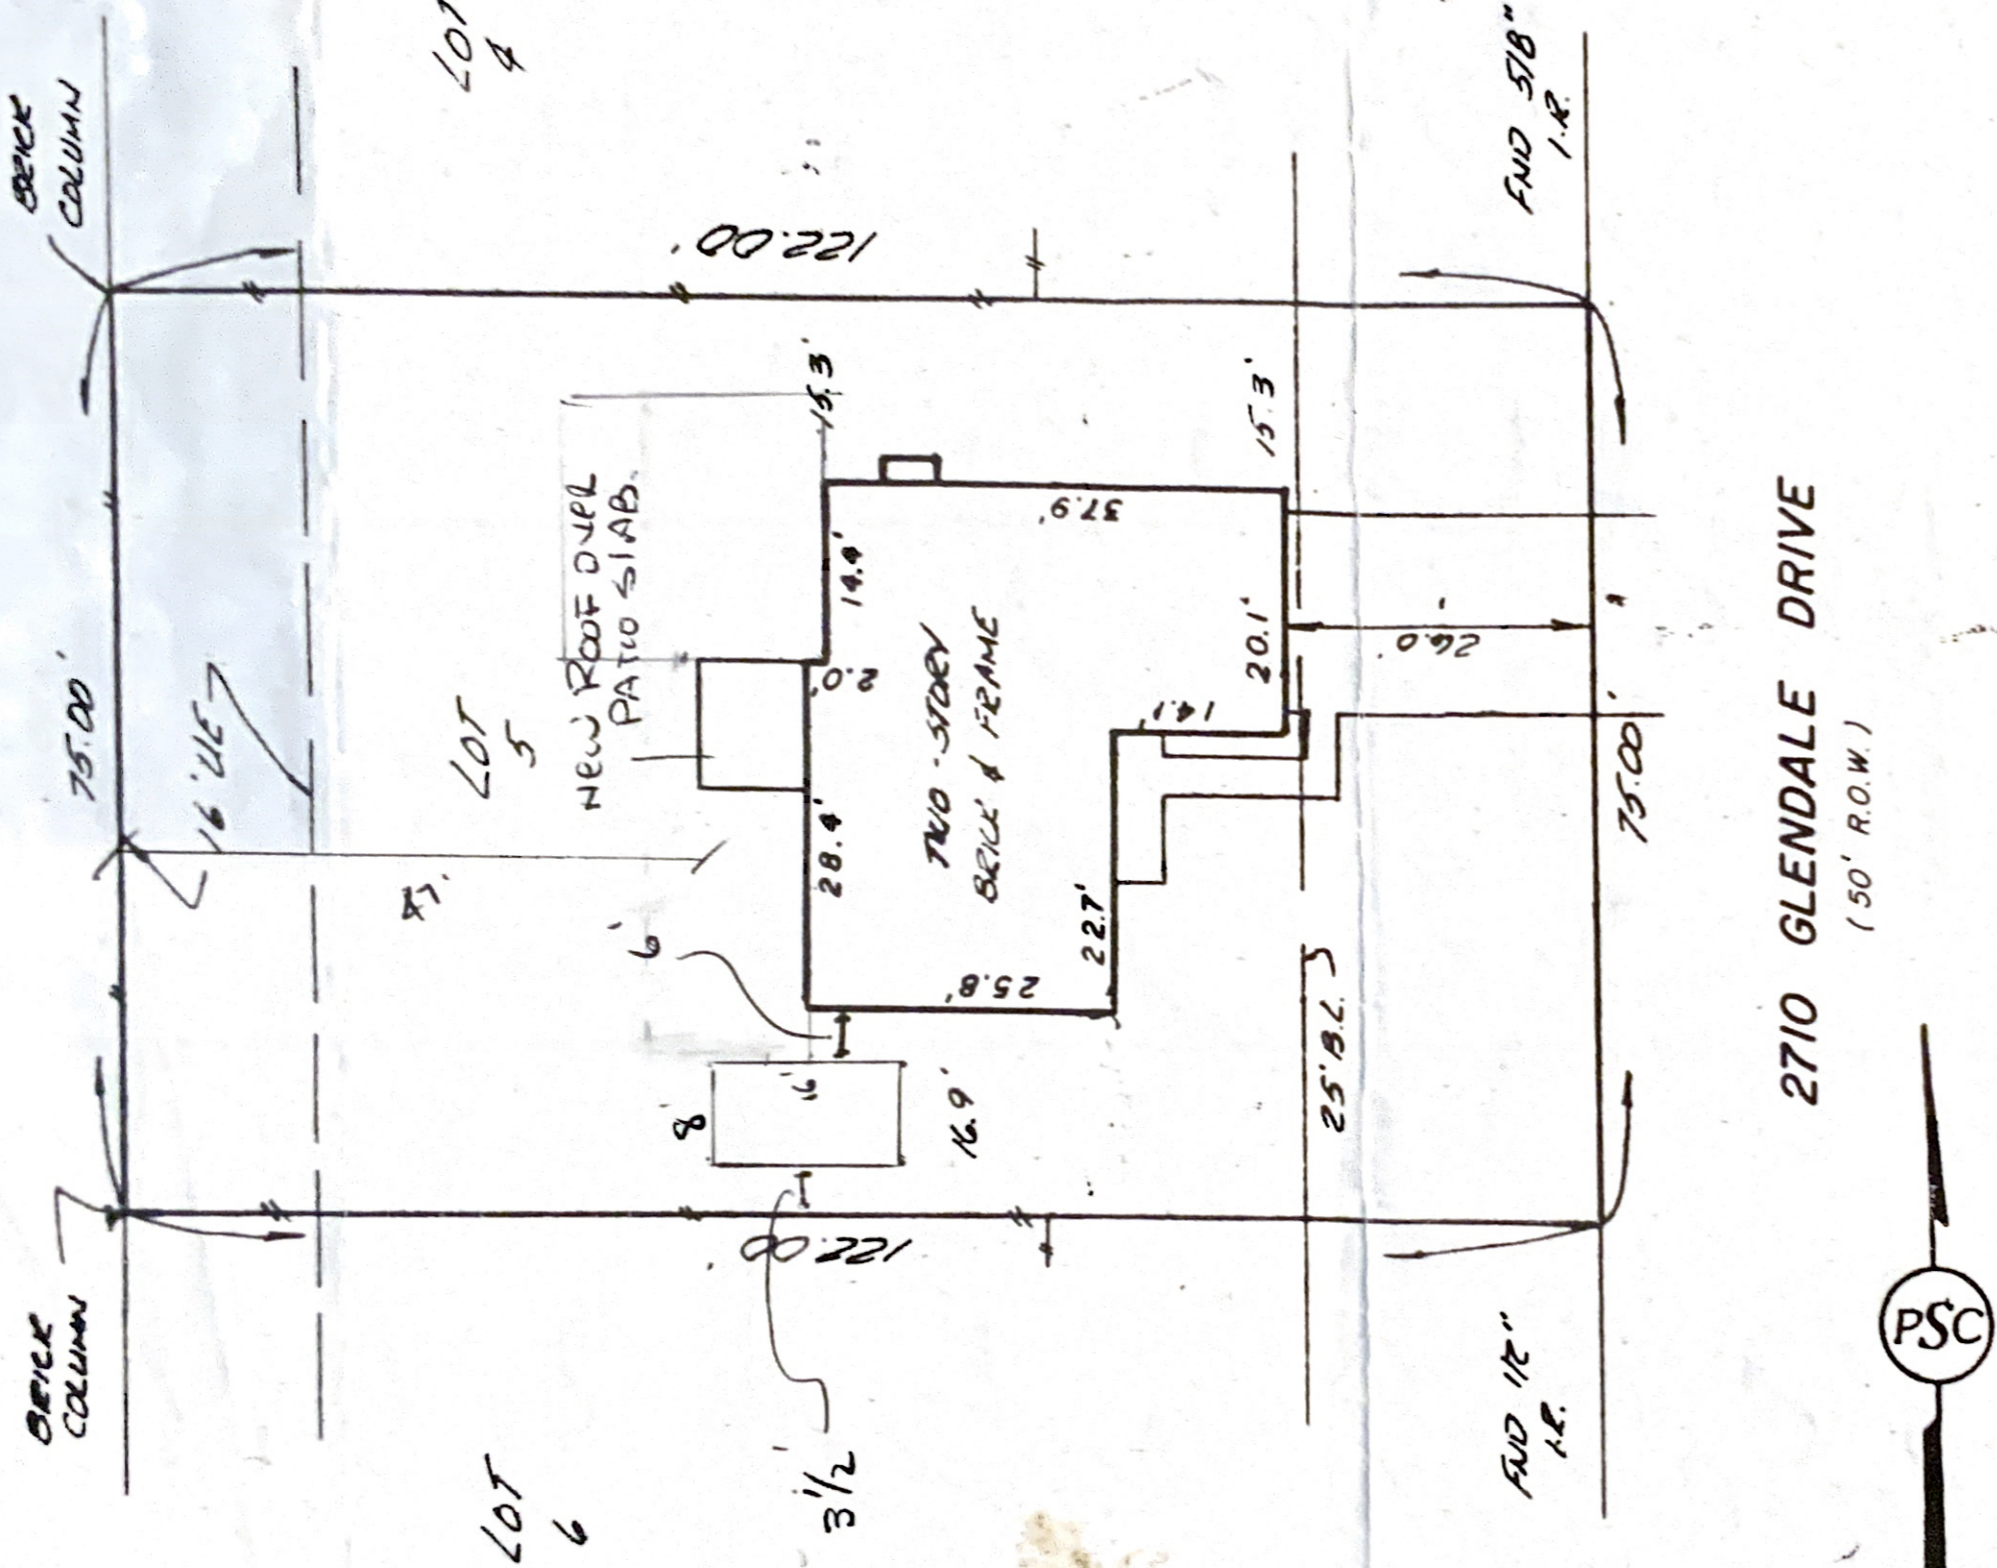 BRICK
COLUMN
75.00'
BRICK
COLUMN
16' UE
LOT
6
LOT
5
LOT
4
NEW ROOF OVER
PATIO SLAB.
122.00'
122.00'
8'
16'
6'
3 1/2'
16.9'
28.4'
2.0'
14.4'
15.3'
25.8'
37.9'
TWO-STORY
BRICK & FRAME
22.7'
14.1'
20.1'
15.3'
25' B.L.
26.0'
FND 1/2"
I.R.
75.00'
FND 5/8"
I.R.
2710 GLENDALE DRIVE
(50' R.O.W.)
PSC